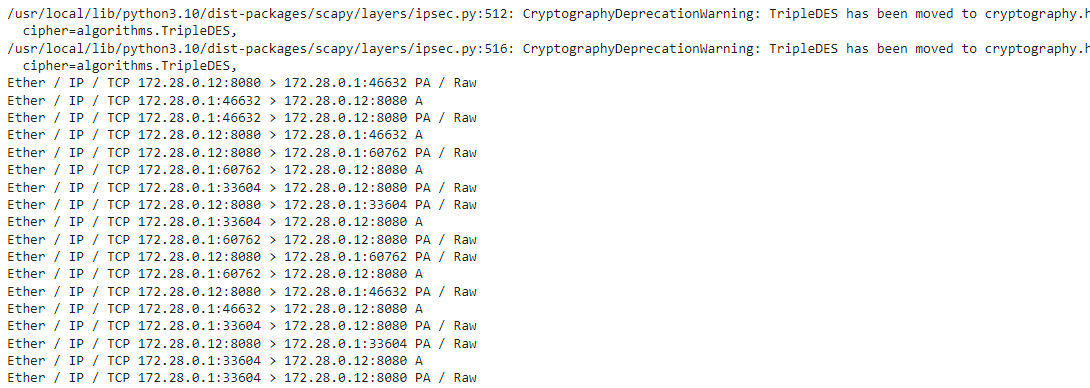 /usr/local/lib/python3.10/dist-packages/scapy/layers/ipsec.py:512: CryptographyDeprecationWarning: TripleDES has been moved to cryptography.h
  cipher=algorithms.TripleDES,
/usr/local/lib/python3.10/dist-packages/scapy/layers/ipsec.py:516: CryptographyDeprecationWarning: TripleDES has been moved to cryptography.h
  cipher=algorithms.TripleDES,
Ether / IP / TCP 172.28.0.12:8080 > 172.28.0.1:46632 PA / Raw
Ether / IP / TCP 172.28.0.1:46632 > 172.28.0.12:8080 A
Ether / IP / TCP 172.28.0.1:46632 > 172.28.0.12:8080 PA / Raw
Ether / IP / TCP 172.28.0.12:8080 > 172.28.0.1:46632 A
Ether / IP / TCP 172.28.0.12:8080 > 172.28.0.1:60762 PA / Raw
Ether / IP / TCP 172.28.0.1:60762 > 172.28.0.12:8080 A
Ether / IP / TCP 172.28.0.1:33604 > 172.28.0.12:8080 PA / Raw
Ether / IP / TCP 172.28.0.12:8080 > 172.28.0.1:33604 PA / Raw
Ether / IP / TCP 172.28.0.1:33604 > 172.28.0.12:8080 A
Ether / IP / TCP 172.28.0.1:60762 > 172.28.0.12:8080 PA / Raw
Ether / IP / TCP 172.28.0.12:8080 > 172.28.0.1:60762 PA / Raw
Ether / IP / TCP 172.28.0.1:60762 > 172.28.0.12:8080 A
Ether / IP / TCP 172.28.0.12:8080 > 172.28.0.1:46632 PA / Raw
Ether / IP / TCP 172.28.0.1:46632 > 172.28.0.12:8080 A
Ether / IP / TCP 172.28.0.1:33604 > 172.28.0.12:8080 PA / Raw
Ether / IP / TCP 172.28.0.12:8080 > 172.28.0.1:33604 PA / Raw
Ether / IP / TCP 172.28.0.1:33604 > 172.28.0.12:8080 A
Ether / IP / TCP 172.28.0.1:33604 > 172.28.0.12:8080 PA / Raw